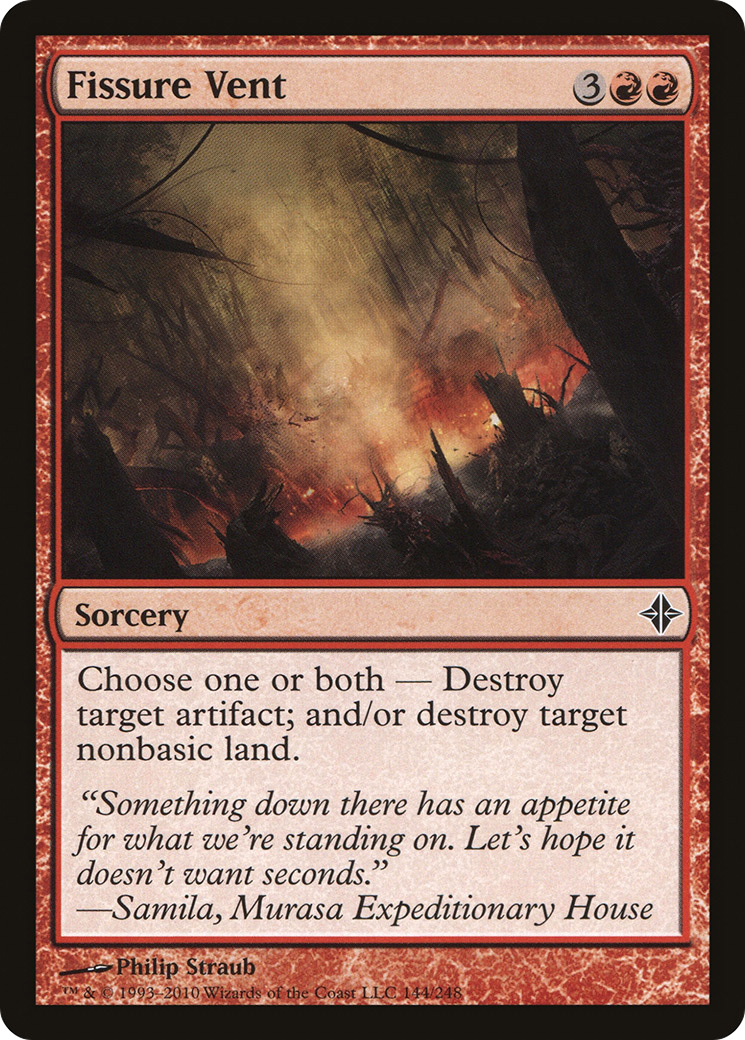 Fissure Vent
3
Sorcery
Choose one or both — Destroy
target artifact; and/or destroy target
nonbasic land.
“Something down there has an appetite
for what we’re standing on. Let’s hope it
doesn’t want seconds.”
—Samila, Murasa Expeditionary House
Philip Straub
™ & © 1993–2010 Wizards of the Coast LLC 144/248